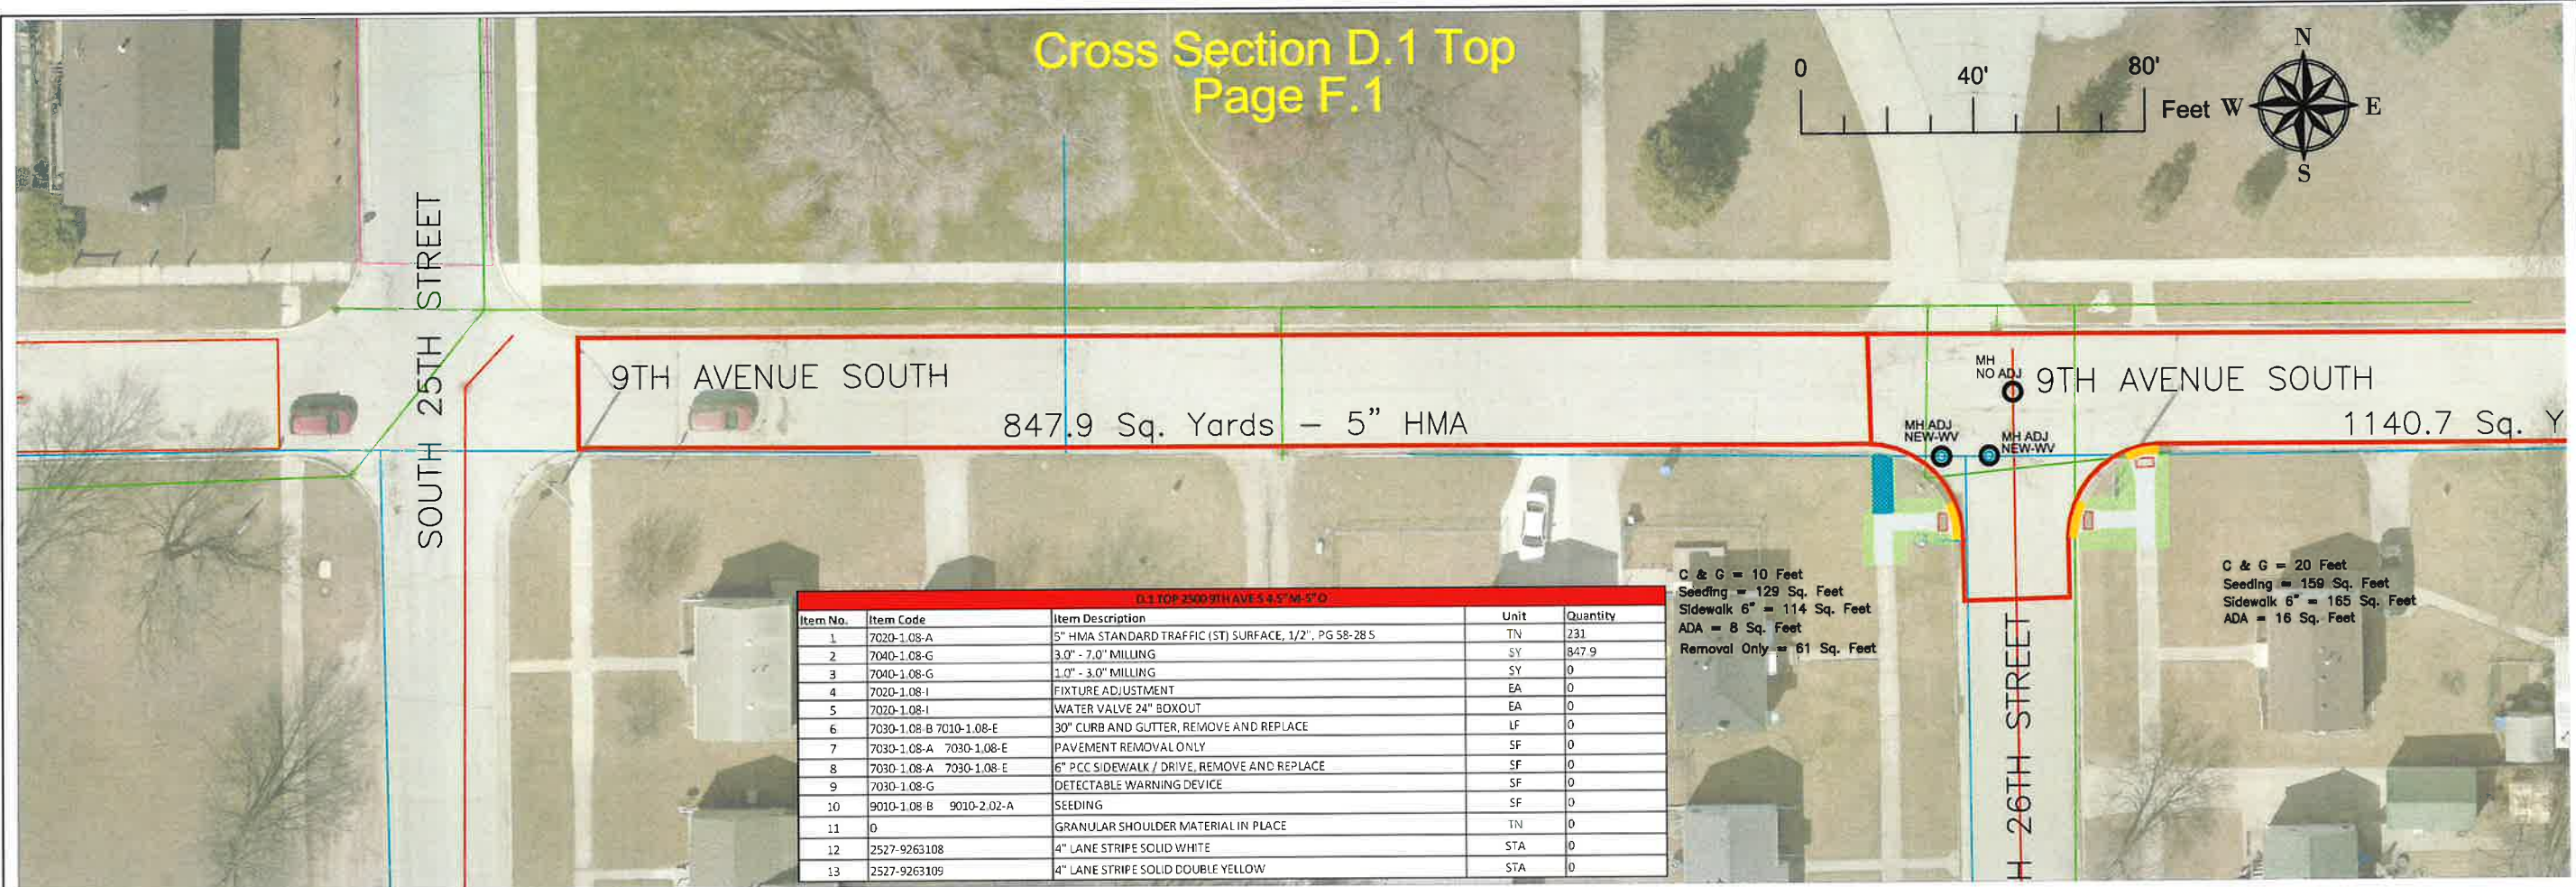 Cross Section D.1 Top
Page F.1
0 40' 80'
Feet
N
W E
S
SOUTH 25TH STREET
9TH AVENUE SOUTH
847.9 Sq. Yards – 5" HMA
MH
NO ADJ
9TH AVENUE SOUTH
1140.7 Sq. Y
MH ADJ
NEW-WV
MH ADJ
NEW-WV
C & G = 10 Feet
Seeding = 129 Sq. Feet
Sidewalk 6" = 114 Sq. Feet
ADA = 8 Sq. Feet
Removal Only = 61 Sq. Feet
C & G = 20 Feet
Seeding = 159 Sq. Feet
Sidewalk 6" = 165 Sq. Feet
ADA = 16 Sq. Feet
H 26TH STREET
D.1 TOP 2500 9TH AVE S 4.5"M-5"O
Item No. Item Code Item Description Unit Quantity
1 7020-1.08-A 5" HMA STANDARD TRAFFIC (ST) SURFACE, 1/2", PG 58-28 S TN 231
2 7040-1.08-G 3.0" - 7.0" MILLING SY 847.9
3 7040-1.08-G 1.0" - 3.0" MILLING SY 0
4 7020-1.08-I FIXTURE ADJUSTMENT EA 0
5 7020-1.08-I WATER VALVE 24" BOXOUT EA 0
6 7030-1.08-B 7010-1.08-E 30" CURB AND GUTTER, REMOVE AND REPLACE LF 0
7 7030-1.08-A 7030-1.08-E PAVEMENT REMOVAL ONLY SF 0
8 7030-1.08-A 7030-1.08-E 6" PCC SIDEWALK / DRIVE, REMOVE AND REPLACE SF 0
9 7030-1.08-G DETECTABLE WARNING DEVICE SF 0
10 9010-1.08-B 9010-2.02-A SEEDING SF 0
11 0 GRANULAR SHOULDER MATERIAL IN PLACE TN 0
12 2527-9263108 4" LANE STRIPE SOLID WHITE STA 0
13 2527-9263109 4" LANE STRIPE SOLID DOUBLE YELLOW STA 0